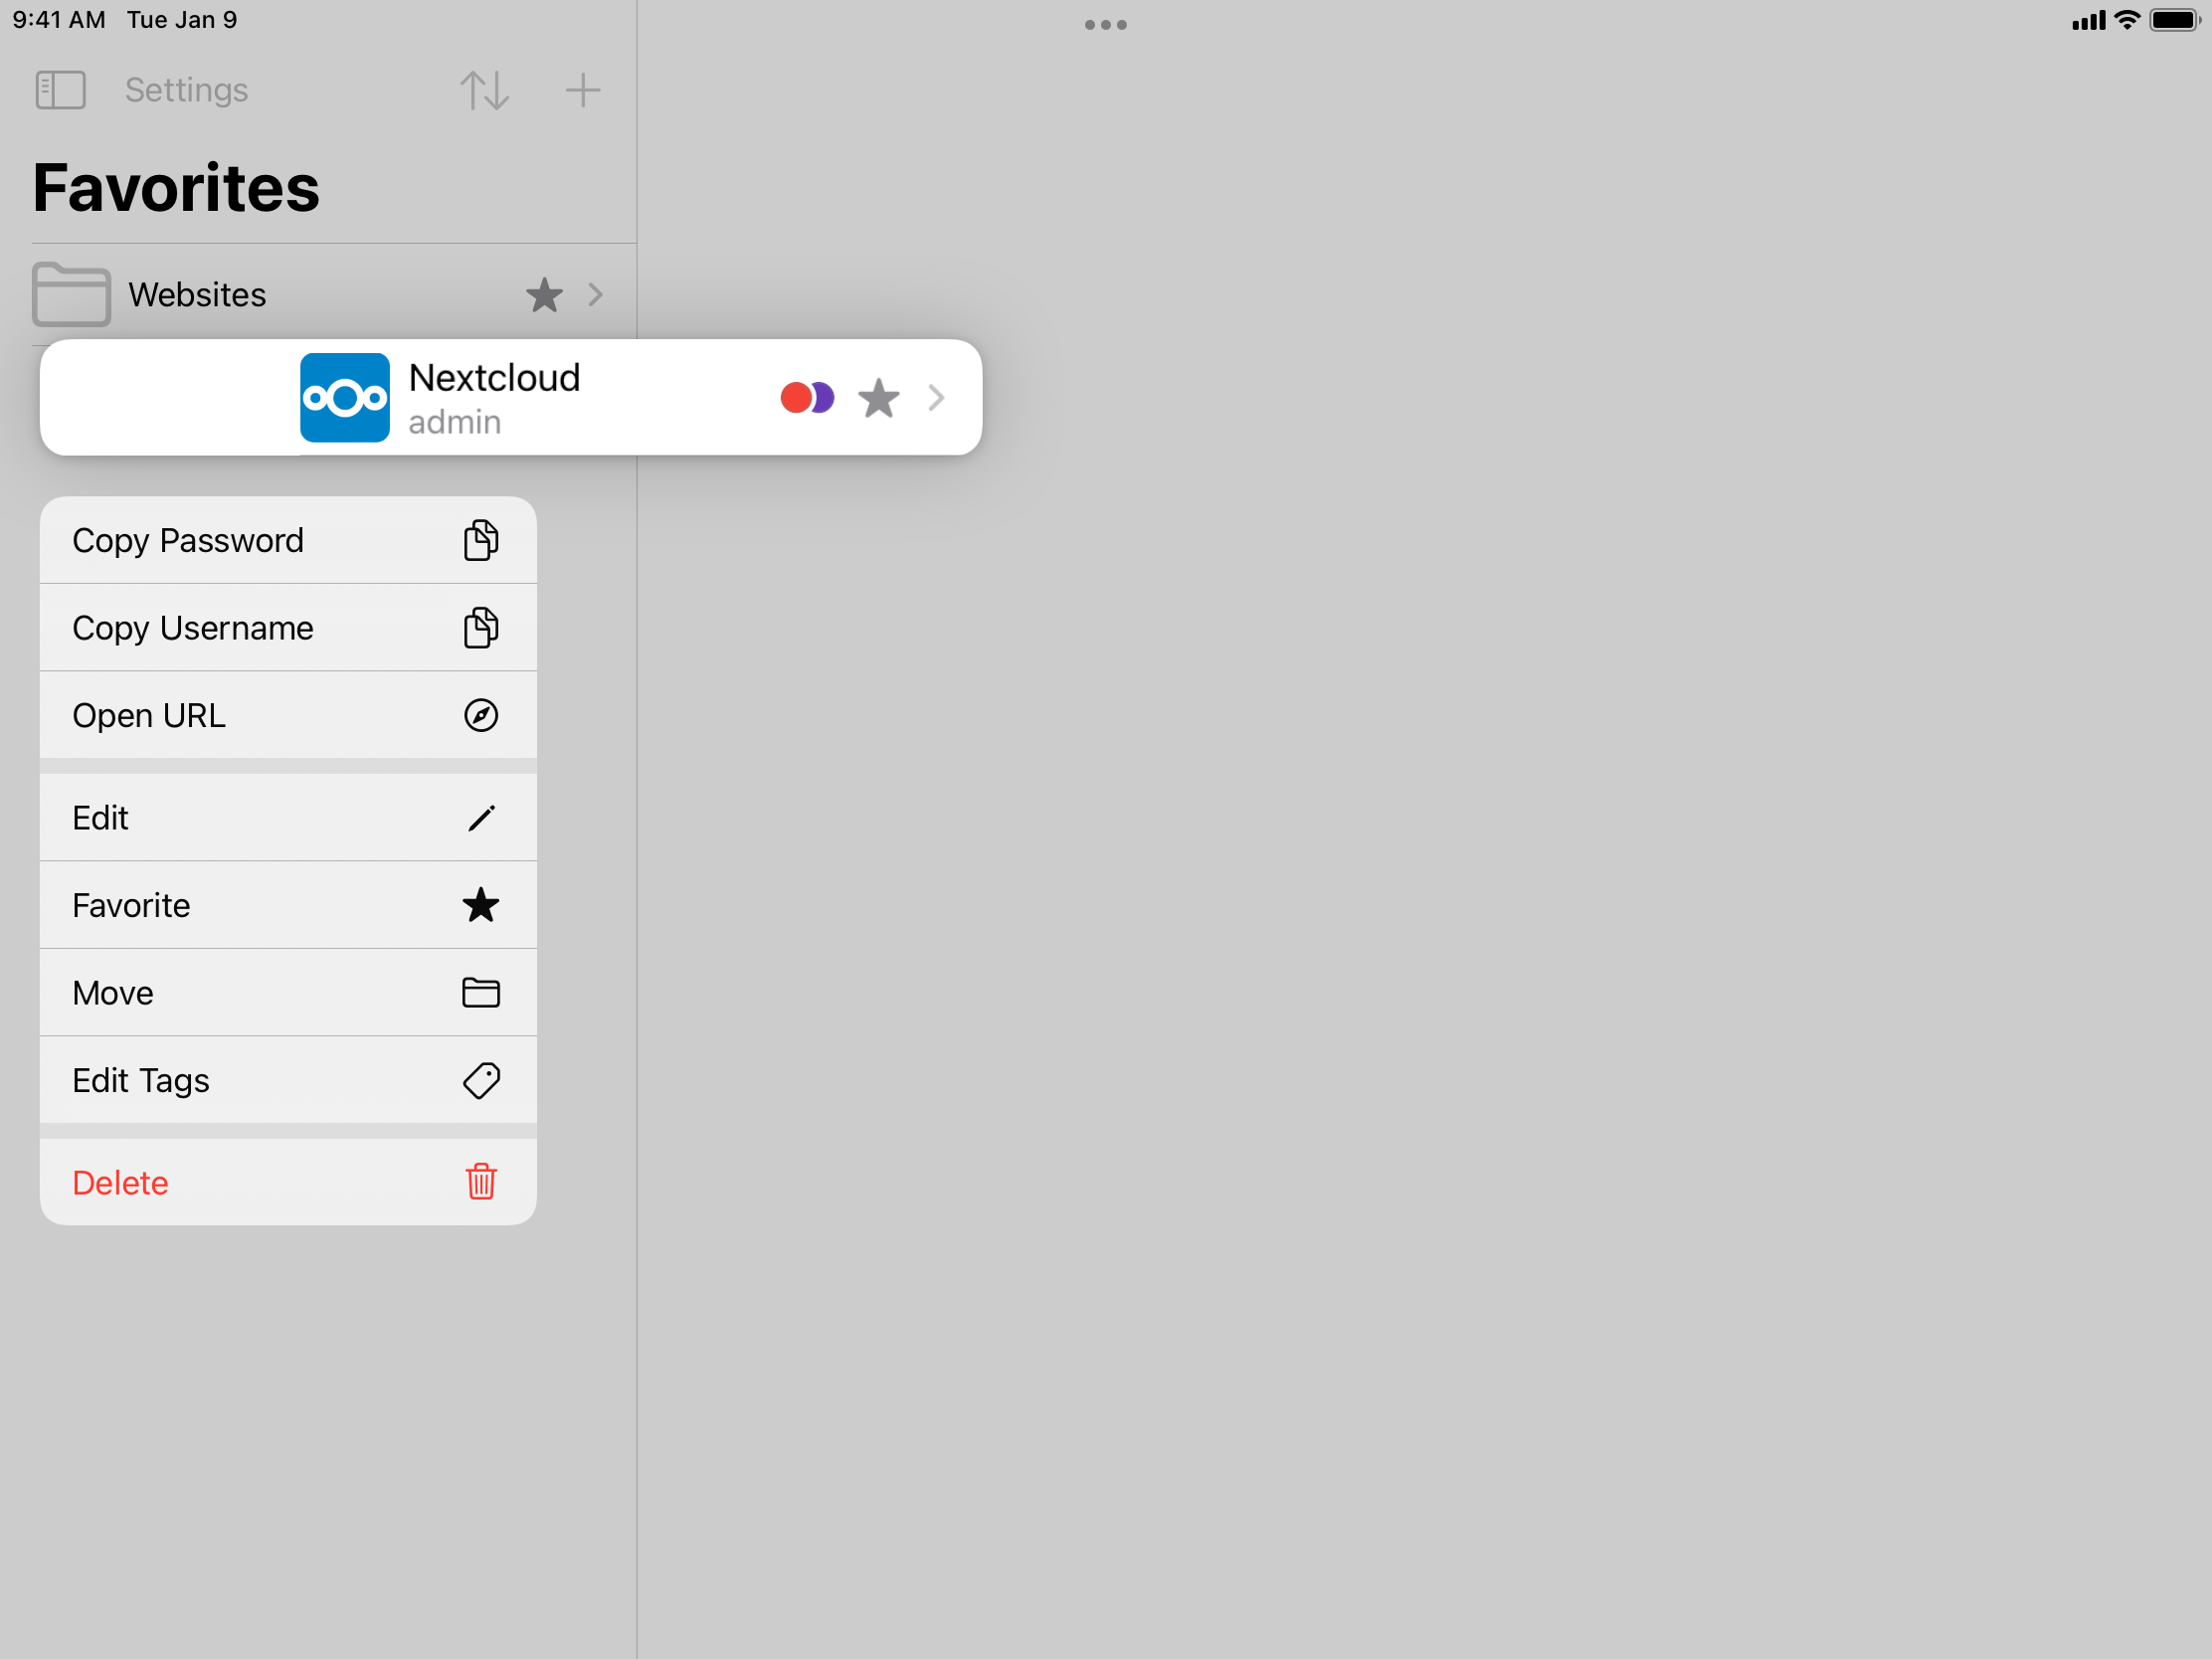 9:41 AM Tue Jan 9
Settings
Favorites
Websites
Nextcloud
admin
Copy Password
Copy Username
Open URL
Edit
Favorite
Move
Edit Tags
Delete